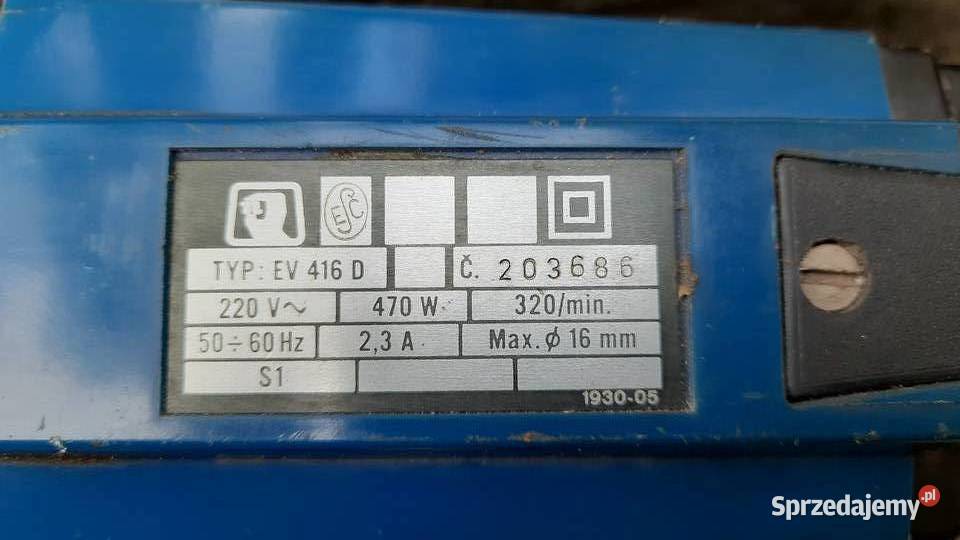 ESC
TYP: EV 416 D Č. 203686
220 V~ 470 W 320/min.
50÷60 Hz 2,3 A Max. ϕ 16 mm
S1
1930-05
Sprzedajemy.pl